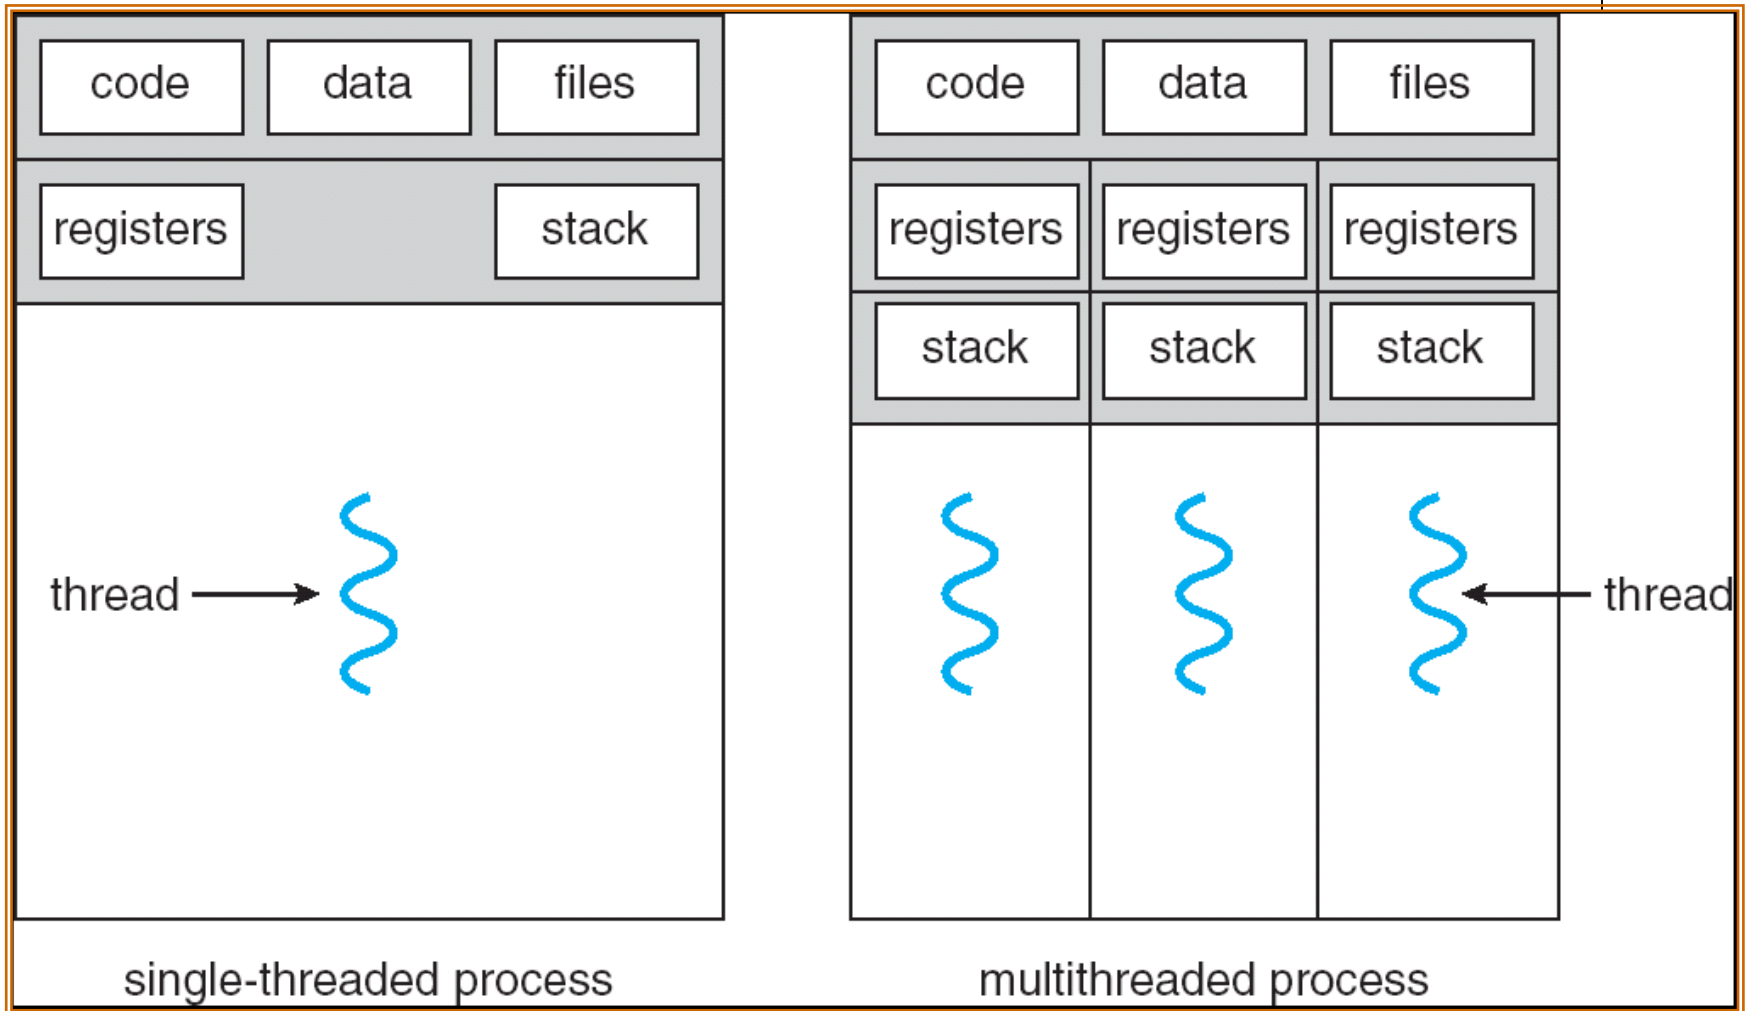 code data files
registers stack
thread
single-threaded process
code data files
registers registers registers
stack stack stack
thread
multithreaded process